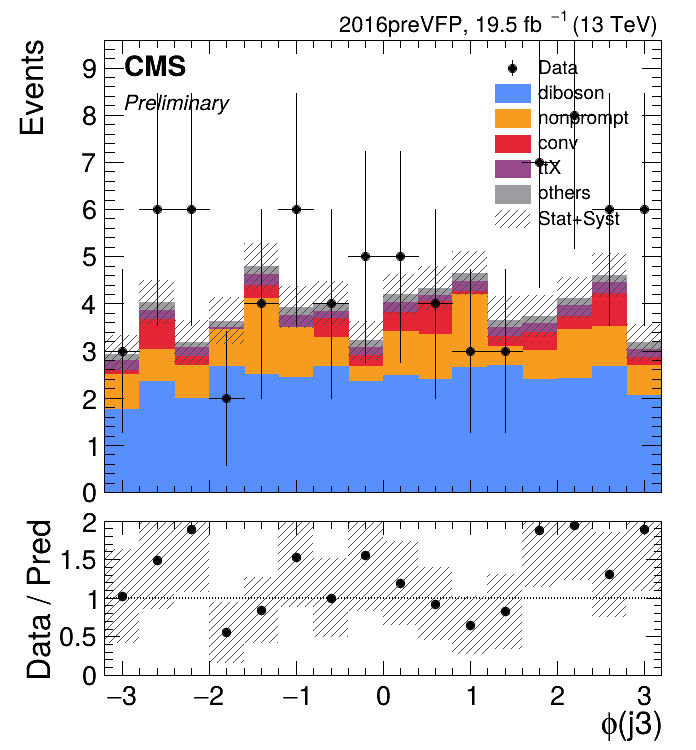 2016preVFP, 19.5 fb⁻¹ (13 TeV)
CMS
Preliminary
Events
9
8
7
6
5
4
3
2
1
0
Data
diboson
nonprompt
conv
ttX
others
Stat+Syst
Data / Pred
2
1.5
1
0.5
0
−3 −2 −1 0 1 2 3
ϕ(j3)